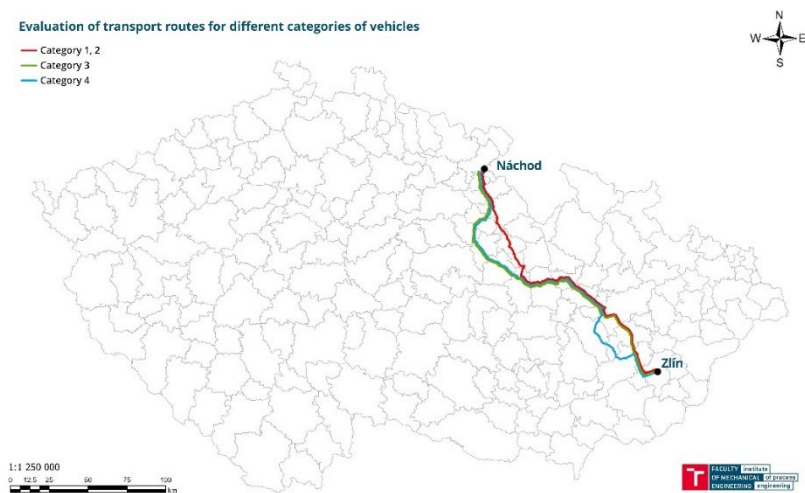 Evaluation of transport routes for different categories of vehicles
Category 1, 2
Category 3
Category 4
N
W E
S
Náchod
Zlín
1:1 250 000
0 12.5 25 50 75 100
km
FACULTY institute
OF MECHANICAL of process
ENGINEERING engineering